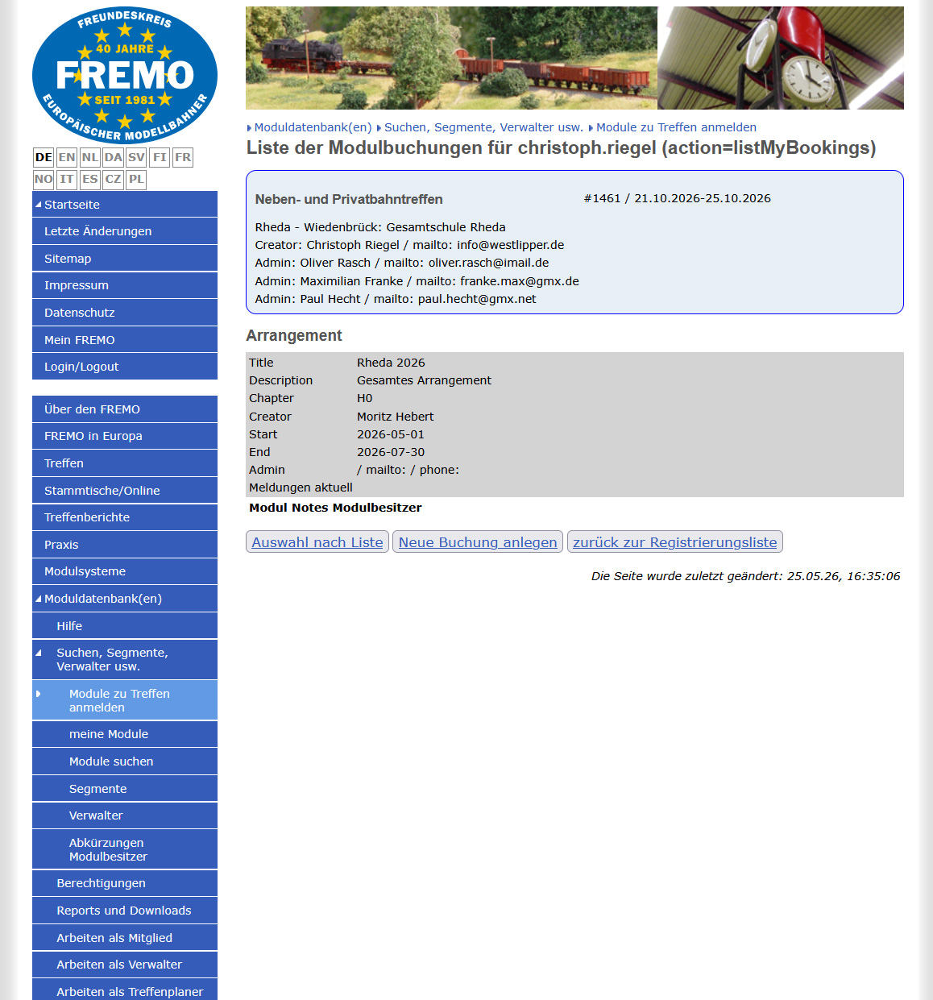 FREUNDESKREIS
40 JAHRE
FREMO
SEIT 1981
EUROPÄISCHER MODELLBAHNER
DE EN NL DA SV FI FR
NO IT ES CZ PL
Startseite
Letzte Änderungen
Sitemap
Impressum
Datenschutz
Mein FREMO
Login/Logout
Über den FREMO
FREMO in Europa
Treffen
Stammtische/Online
Treffenberichte
Praxis
Modulsysteme
Moduldatenbank(en)
Hilfe
Suchen, Segmente,
Verwalter usw.
Module zu Treffen
anmelden
meine Module
Module suchen
Segmente
Verwalter
Abkürzungen
Modulbesitzer
Berechtigungen
Reports und Downloads
Arbeiten als Mitglied
Arbeiten als Verwalter
Arbeiten als Treffenplaner
Moduldatenbank(en) Suchen, Segmente, Verwalter usw. Module zu Treffen anmelden
Liste der Modulbuchungen für christoph.riegel (action=listMyBookings)
Neben- und Privatbahntreffen #1461 / 21.10.2026-25.10.2026
Rheda - Wiedenbrück: Gesamtschule Rheda
Creator: Christoph Riegel / mailto: info@westlipper.de
Admin: Oliver Rasch / mailto: oliver.rasch@imail.de
Admin: Maximilian Franke / mailto: franke.max@gmx.de
Admin: Paul Hecht / mailto: paul.hecht@gmx.net
Arrangement
Title Rheda 2026
Description Gesamtes Arrangement
Chapter H0
Creator Moritz Hebert
Start 2026-05-01
End 2026-07-30
Admin / mailto: / phone:
Meldungen aktuell
Modul Notes Modulbesitzer
Auswahl nach Liste Neue Buchung anlegen zurück zur Registrierungsliste
Die Seite wurde zuletzt geändert: 25.05.26, 16:35:06